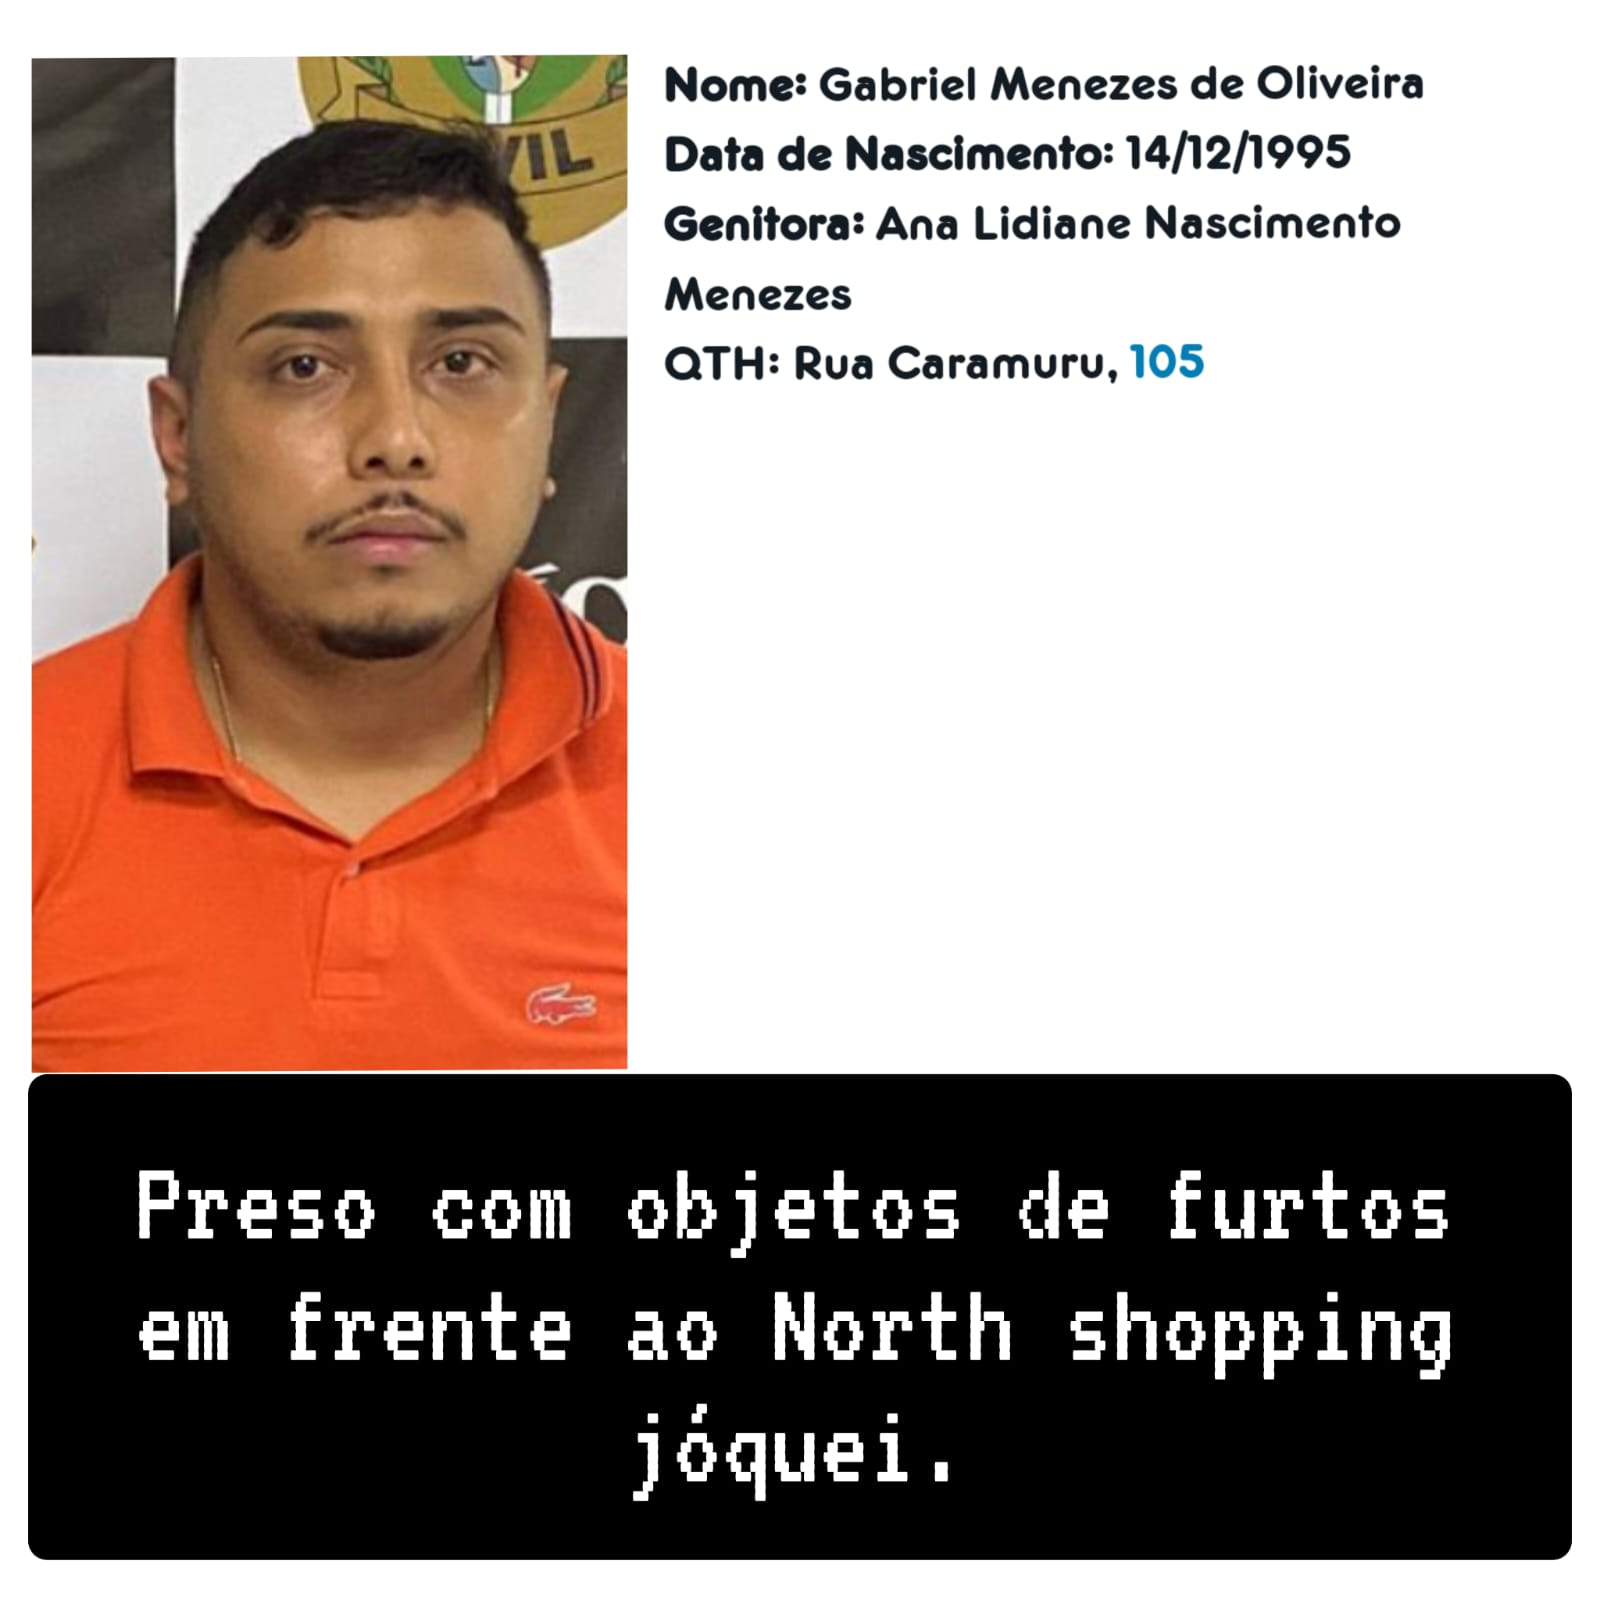 VIL
Nome: Gabriel Menezes de Oliveira
Data de Nascimento: 14/12/1995
Genitora: Ana Lidiane Nascimento
Menezes
QTH: Rua Caramuru, 105
Preso com objetos de furtos
em frente ao North shopping
jóquei.